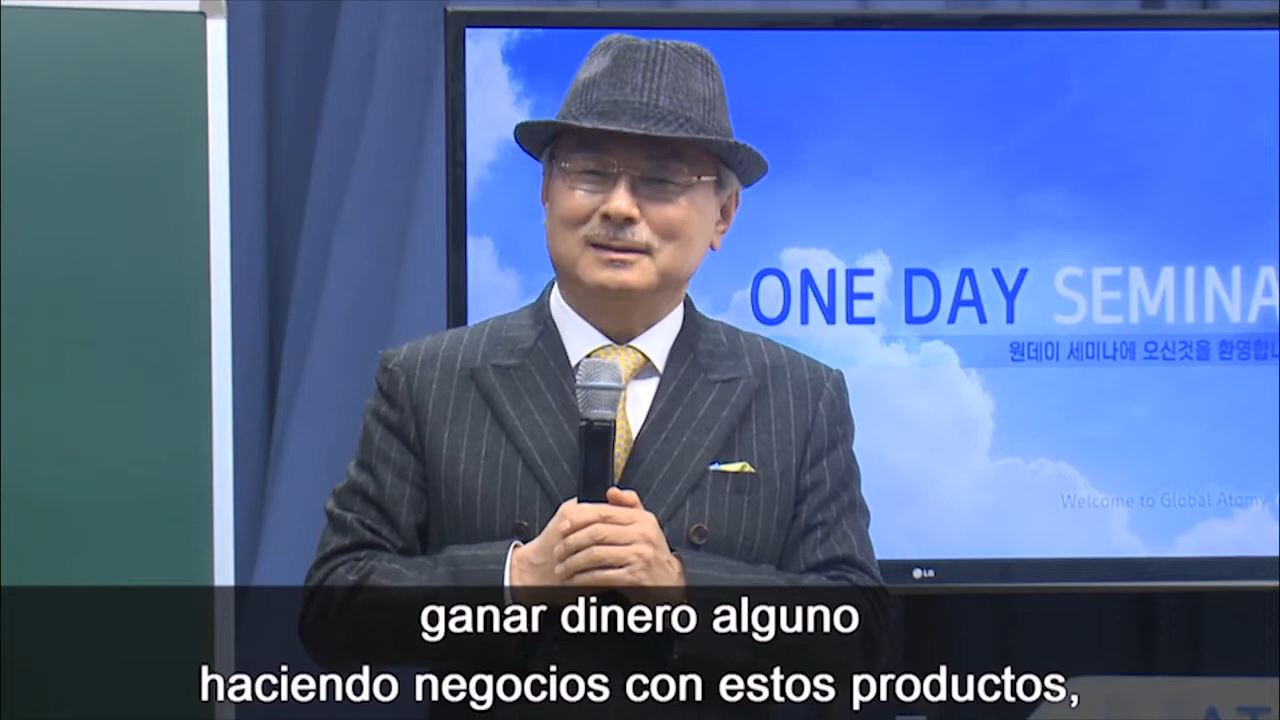 ONE DAY SEMINA
원데이 세미나에 오신것을 환영합니
Welcome to Global Atomy
LG
ganar dinero alguno
haciendo negocios con estos productos,